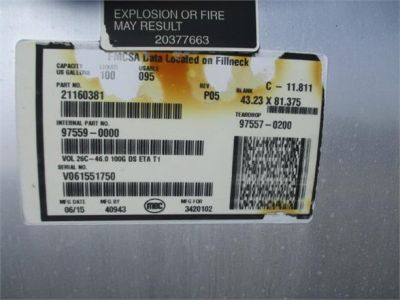 EXPLOSION OR FIRE
MAY RESULT
20377663
FMCSA Data Located on Fillneck
CAPACITY US GALLONS LIQUID 100 USABLE 095
PART NO. 21160381 REV P05 BLANK C - 11.811
43.23 X 81.375
INTERNAL PART NO. TEARDROP
97559-0000 97557-0200
VOL 26C-46.0 100G DS ETA T1
SERIAL NO.
V061551750
MFG DATE MFG BY MFG FOR
06/15 40943 mec 3420102